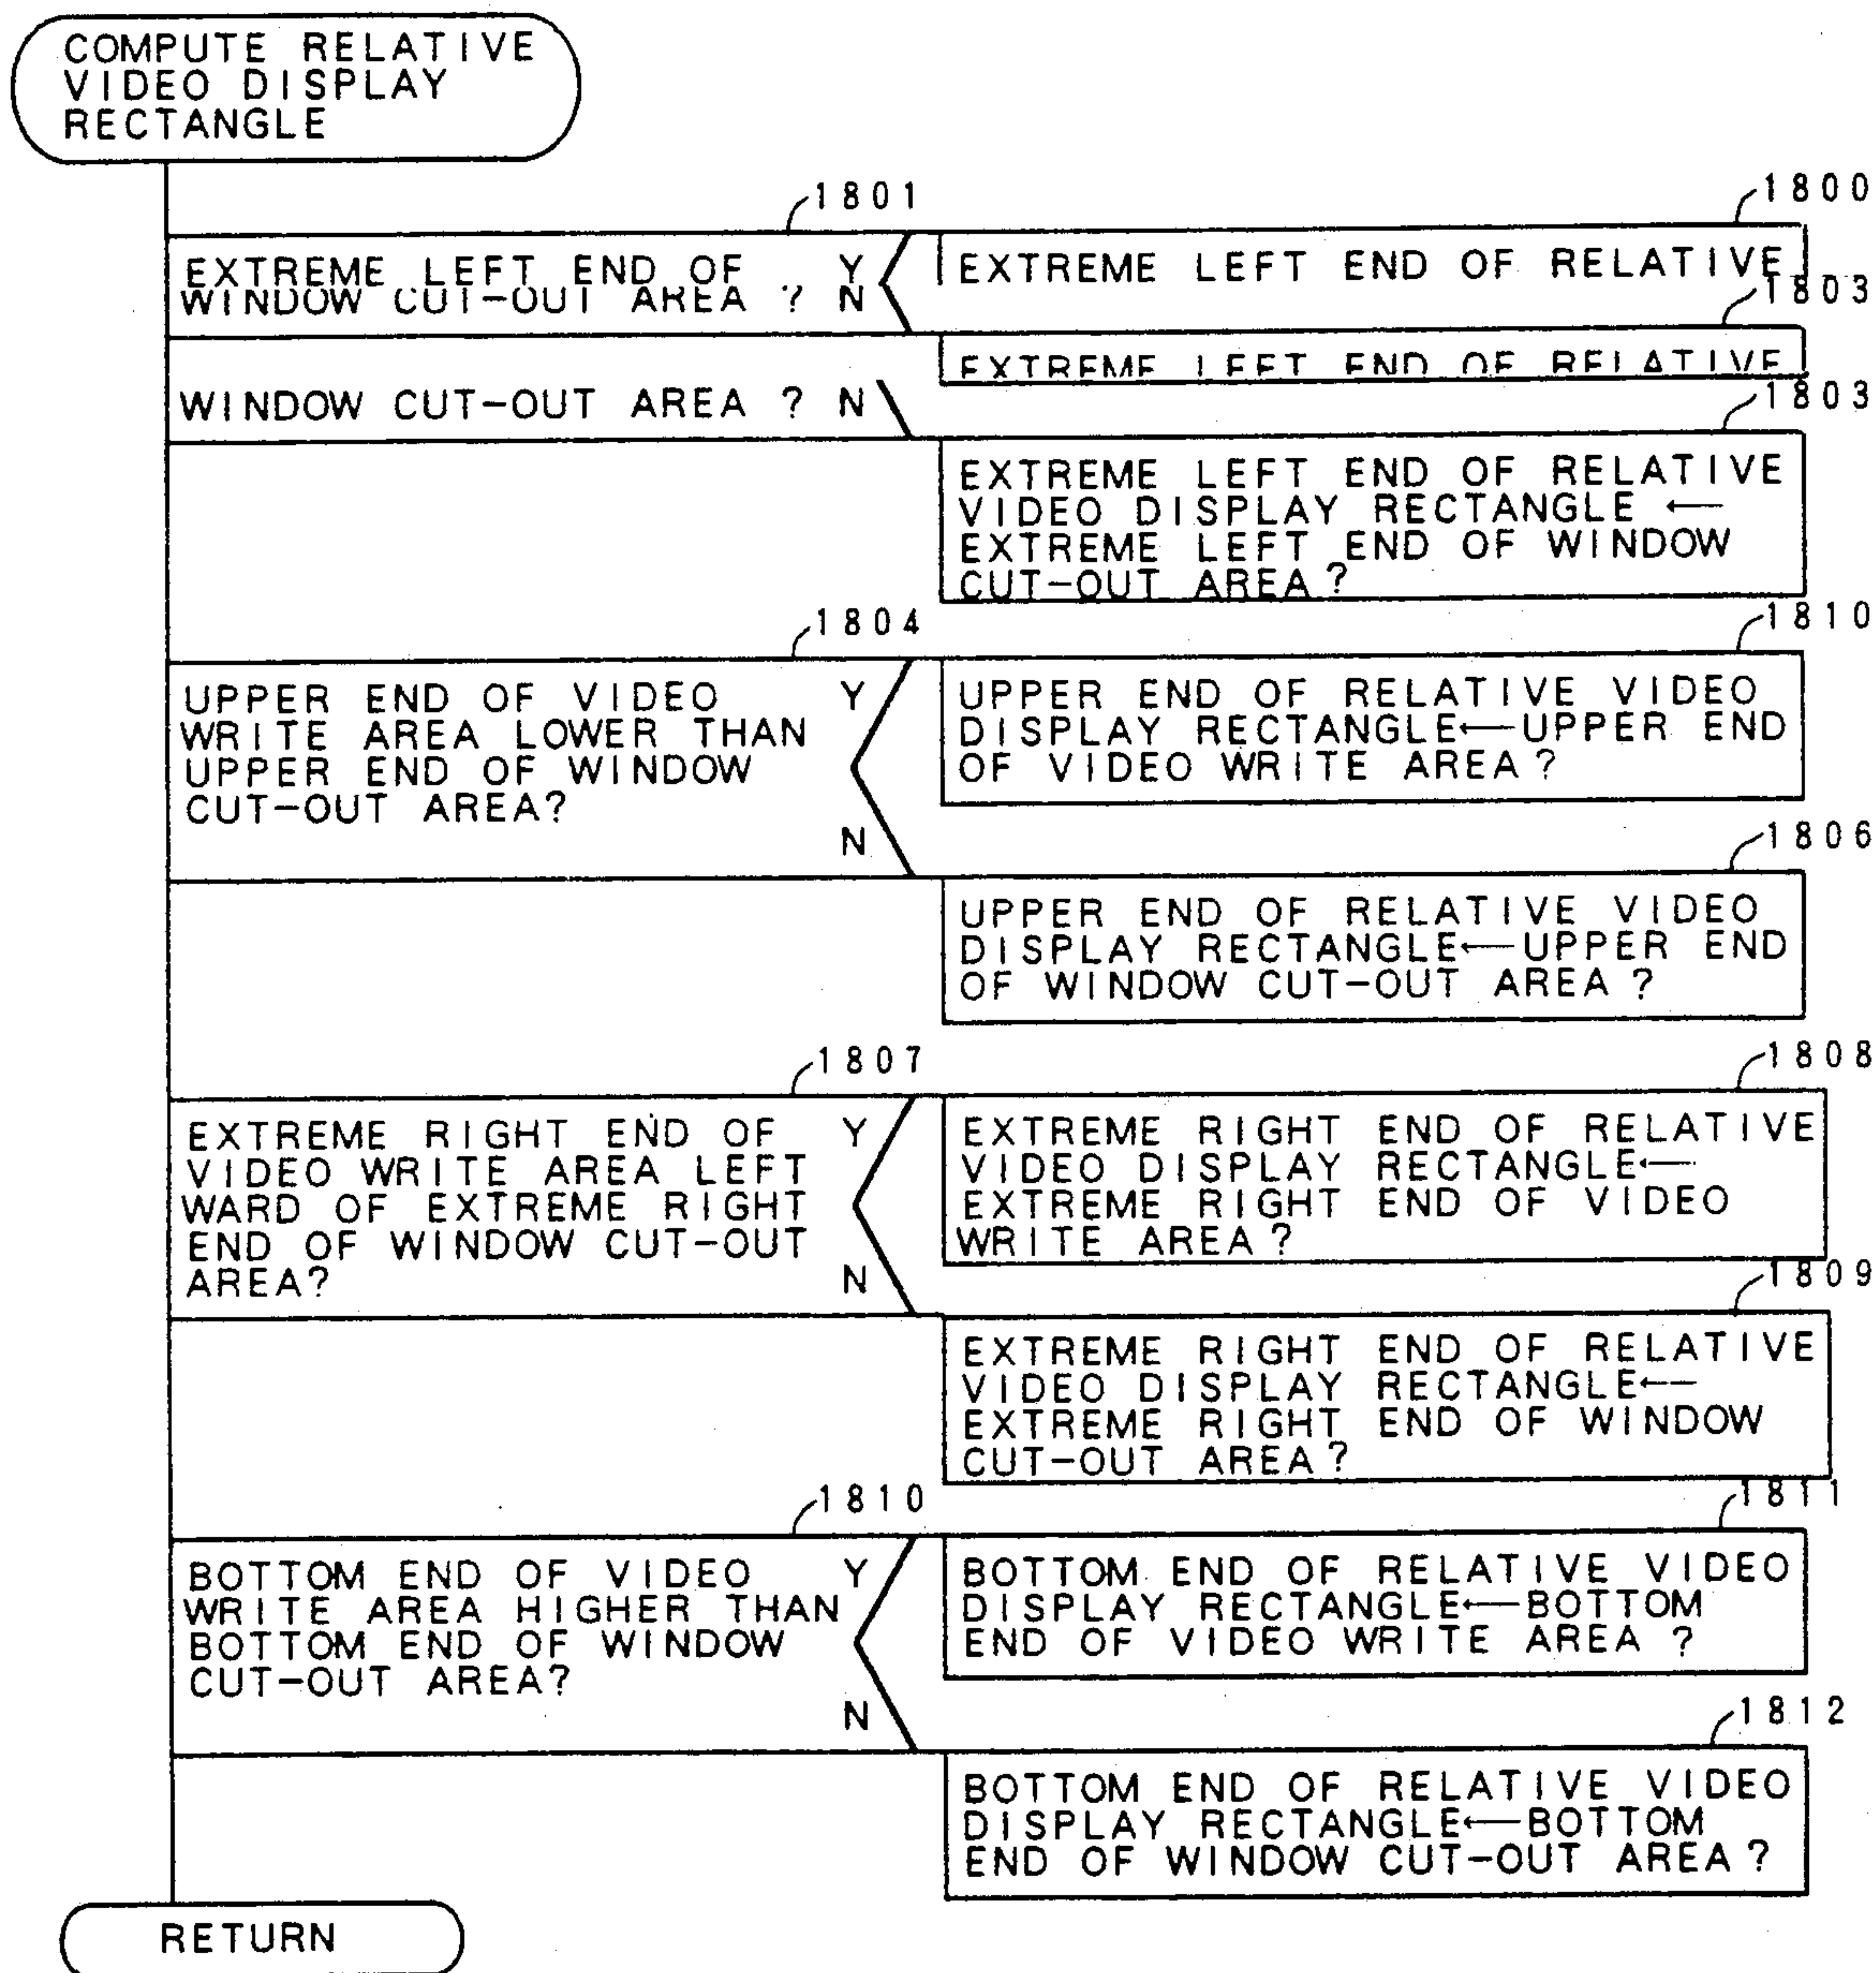 COMPUTE RELATIVE
VIDEO DISPLAY
RECTANGLE
1801
EXTREME LEFT END OF Y
WINDOW CUT-OUT AREA ? N
1800
EXTREME LEFT END OF RELATIVE
1803
EXTREME LEFT END OF RELATIVE
WINDOW CUT-OUT AREA ? N
1803
EXTREME LEFT END OF RELATIVE
VIDEO DISPLAY RECTANGLE ←
EXTREME LEFT END OF WINDOW
CUT-OUT AREA?
1804
UPPER END OF VIDEO Y
WRITE AREA LOWER THAN
UPPER END OF WINDOW
CUT-OUT AREA?
N
1810
UPPER END OF RELATIVE VIDEO
DISPLAY RECTANGLE←UPPER END
OF VIDEO WRITE AREA?
1806
UPPER END OF RELATIVE VIDEO
DISPLAY RECTANGLE←UPPER END
OF WINDOW CUT-OUT AREA?
1807
EXTREME RIGHT END OF Y
VIDEO WRITE AREA LEFT
WARD OF EXTREME RIGHT
END OF WINDOW CUT-OUT
AREA? N
1808
EXTREME RIGHT END OF RELATIVE
VIDEO DISPLAY RECTANGLE←
EXTREME RIGHT END OF VIDEO
WRITE AREA?
1809
EXTREME RIGHT END OF RELATIVE
VIDEO DISPLAY RECTANGLE←
EXTREME RIGHT END OF WINDOW
CUT-OUT AREA?
1810
BOTTOM END OF VIDEO Y
WRITE AREA HIGHER THAN
BOTTOM END OF WINDOW
CUT-OUT AREA?
N
1811
BOTTOM END OF RELATIVE VIDEO
DISPLAY RECTANGLE←BOTTOM
END OF VIDEO WRITE AREA ?
1812
BOTTOM END OF RELATIVE VIDEO
DISPLAY RECTANGLE←BOTTOM
END OF WINDOW CUT-OUT AREA?
RETURN